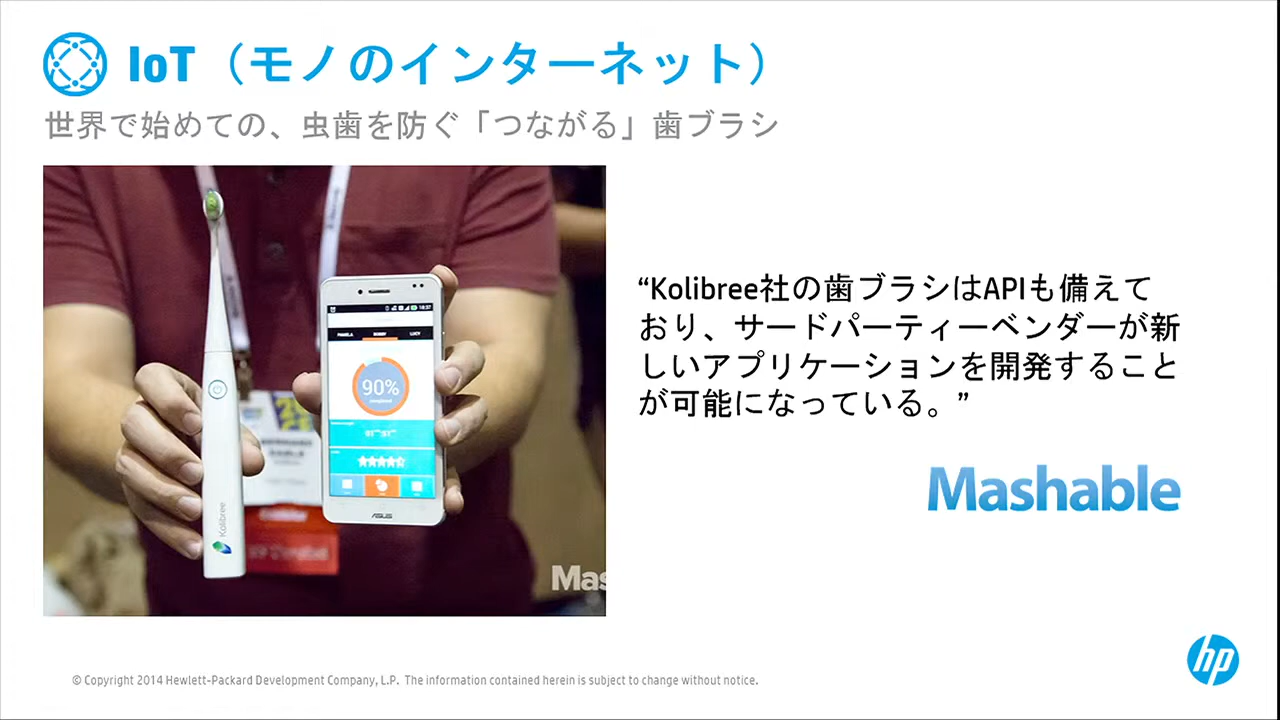 IoT（モノのインターネット）
世界で始めての、虫歯を防ぐ「つながる」歯ブラシ
18:37
PAMELA BOBBY LUCY
90%
completed
Kolibree
ASUS
Mas
“Kolibree社の歯ブラシはAPIも備えて
おり、サードパーティーベンダーが新
しいアプリケーションを開発すること
が可能になっている。”
Mashable
© Copyright 2014 Hewlett-Packard Development Company, L.P. The information contained herein is subject to change without notice.
hp